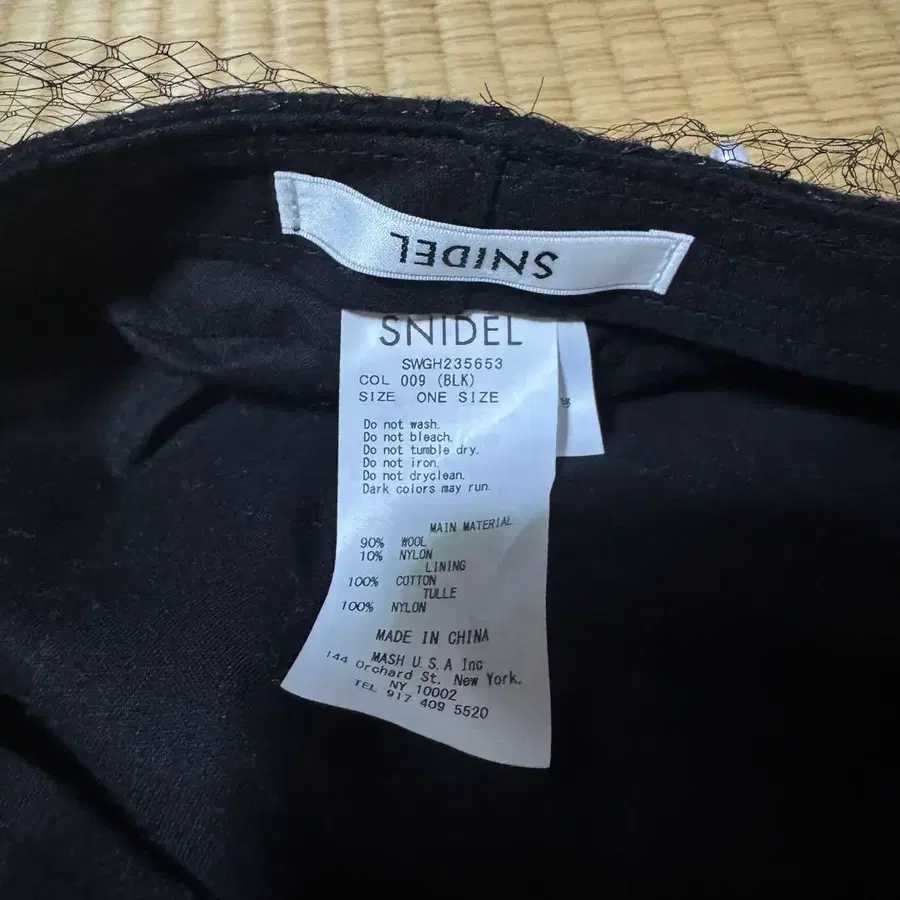 SNIDEL
SNIDEL
SWGH235653
COL 009 (BLK)
SIZE ONE SIZE
Do not wash.
Do not bleach.
Do not tumble dry.
Do not iron.
Do not dryclean.
Dark colors may run.
MAIN MATERIAL
90% WOOL
10% NYLON
LINING
100% COTTON
TULLE
100% NYLON
MADE IN CHINA
MASH U.S.A Inc
144 Orchard St. New York.
NY 10002
TEL 917 409 5520